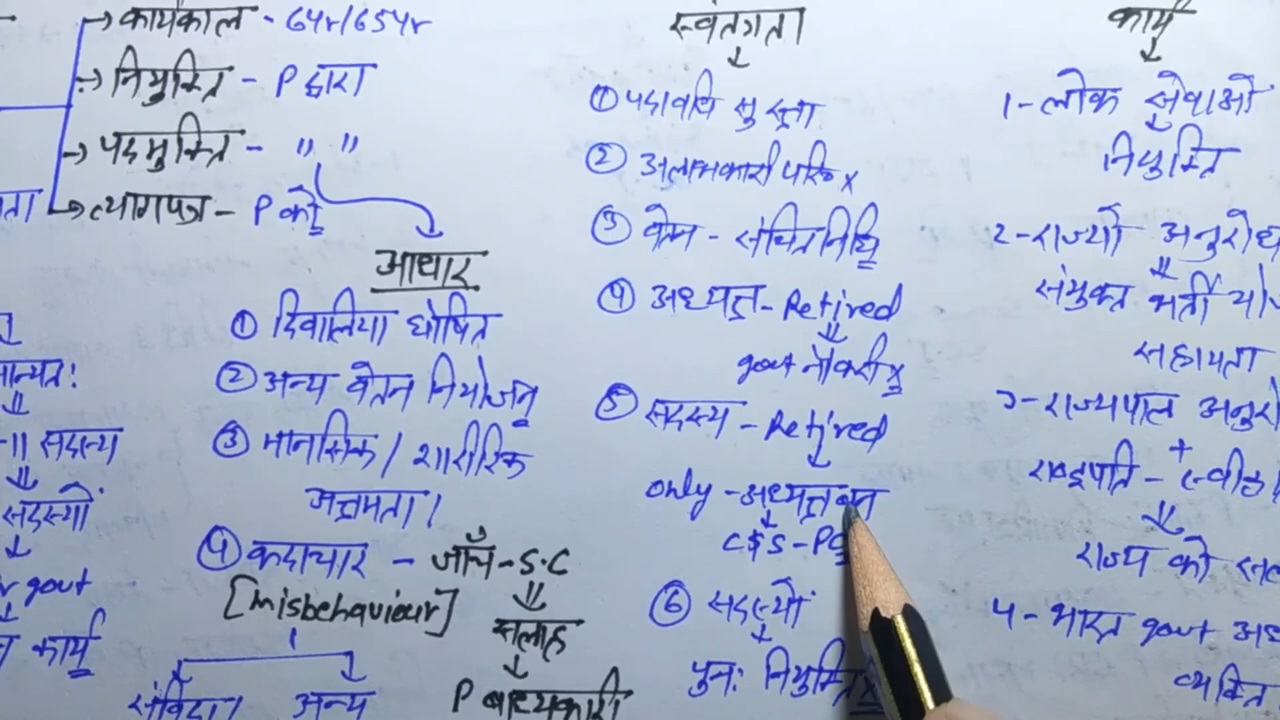 → कार्यकाल - 6Yr/65Yr
→ नियुक्ति - P द्वारा
→ पदमुक्ति - " "
→ त्यागपत्र - P को
आधार
① दिवालिया घोषित
② अन्य वेतन नियोजन
③ मानसिक / शारीरिक
अक्षमता।
④ कदाचार - जाँच - S.C
[misbehaviour]
सलाह
P बाध्यकारी
अन्य
सदस्य
सदस्यों
govt
कार्य
स्वतंत्रता
① पदावधि सुरक्षा
② अलाभकारी परि० x
③ वेतन - संचित निधि
④ अध्यक्ष - Retired
govt नौकरी x
⑤ सदस्य - Retired
only - अध्यक्ष बन
C
⑥ सदस्यों
पुनः नियुक्ति x
कार्य
1 - लोक सेवाओं
नियुक्ति
2 - राज्यों अनुरोध
संयुक्त भर्ती
सहायता
3 - राज्यपाल
+
राष्ट्रपति -
राज्य को
4 - भारत govt
व्यक्ति